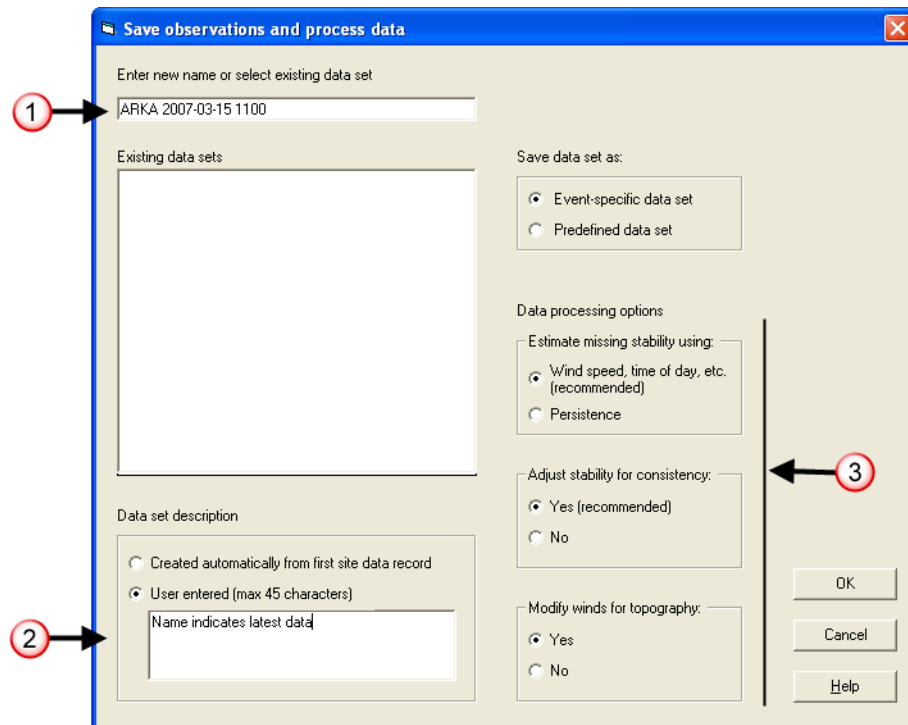 Save observations and process data
Enter new name or select existing data set
1
ARKA 2007-03-15 1100
Existing data sets
Data set description
Created automatically from first site data record
User entered (max 45 characters)
2
Name indicates latest data
Save data set as:
Event-specific data set
Predefined data set
Data processing options
Estimate missing stability using:
Wind speed, time of day, etc.
(recommended)
Persistence
3
Adjust stability for consistency:
Yes (recommended)
No
Modify winds for topography:
Yes
No
OK
Cancel
Help